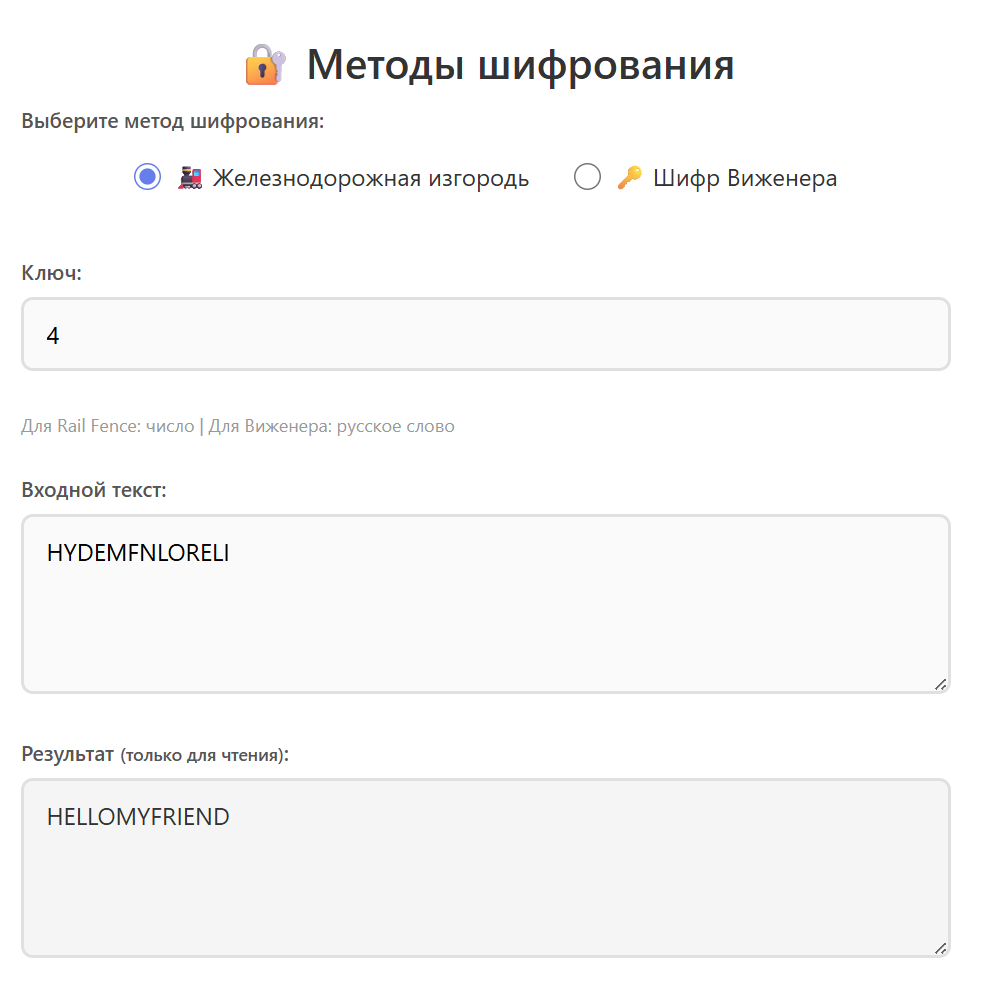 Методы шифрования
Выберите метод шифрования:
Железнодорожная изгородь
Шифр Виженера
Ключ:
4
Для Rail Fence: число | Для Виженера: русское слово
Входной текст:
HYDEMFNLORELI
Результат (только для чтения):
HELLOMYFRIEND